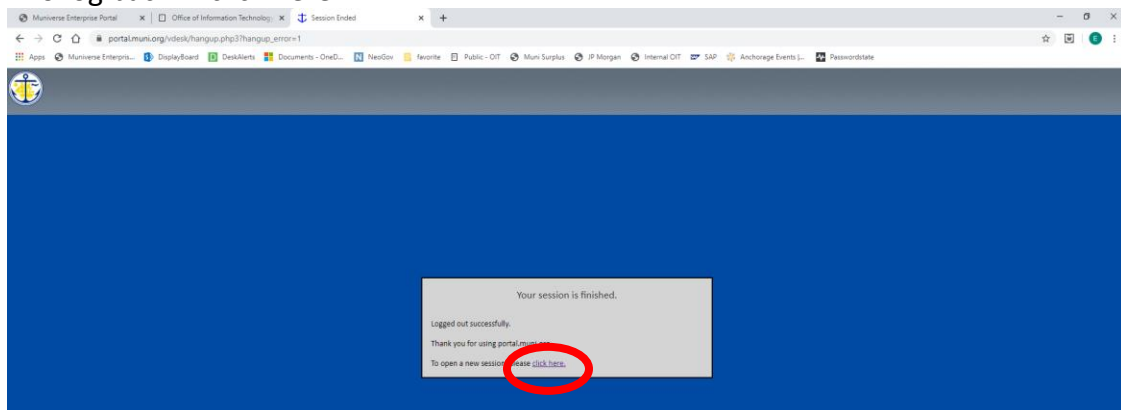 Muniverse Enterprise Portal
Office of Information Technolog
Session Ended
portal.muni.org/vdesk/hangup.php3?hangup_error=1
Apps Muniverse Enterpris... DisplayBoard DeskAlerts Documents - OneD... NeoGov favorite Public - OIT Muni Surplus JP Morgan Internal OIT SAP Anchorage Events |... Passwordstate
Your session is finished.
Logged out successfully.
Thank you for using portal.muni.org.
To open a new session, please click here.